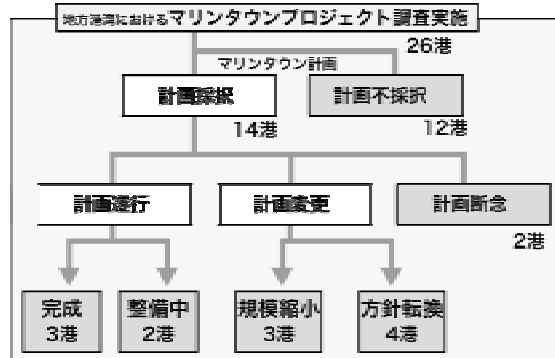 地方港湾におけるマリンタウンプロジェクト調査実施
26港
マリンタウン計画
計画採択
計画不採択
14港
12港
計画遂行
計画変更
計画断念
2港
完成
3港
整備中
2港
規模縮小
3港
方針転換
4港